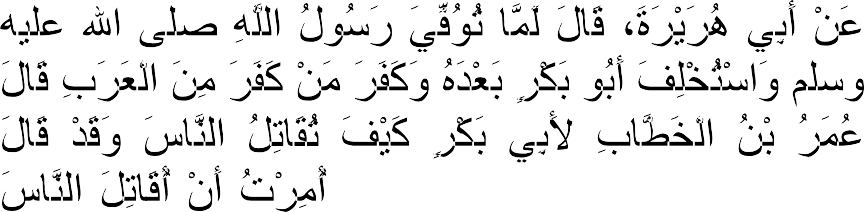 عَنْ أَبِي هُرَيْرَةَ، قَالَ لَمَّا تُوُفِّيَ رَسُولُ اللَّهِ صلى الله عليه
وسلم وَاسْتُخْلِفَ أَبُو بَكْرٍ بَعْدَهُ وَكَفَرَ مَنْ كَفَرَ مِنَ الْعَرَبِ قَالَ
عُمَرُ بْنُ الْخَطَّابِ لأَبِي بَكْرٍ كَيْفَ تُقَاتِلُ النَّاسَ وَقَدْ قَالَ
أُمِرْتُ أَنْ أُقَاتِلَ النَّاسَ